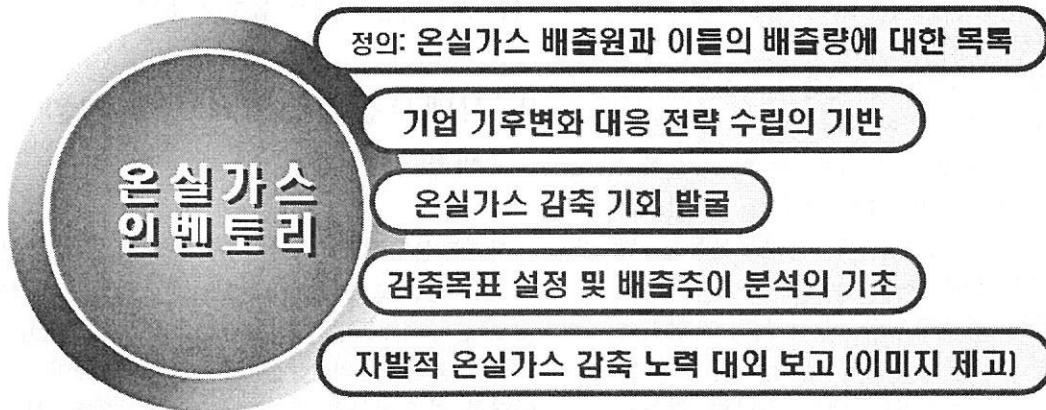 온실가스
인벤토리
정의: 온실가스 배출원과 이들의 배출량에 대한 목록
기업 기후변화 대응 전략 수립의 기반
온실가스 감축 기회 발굴
감축목표 설정 및 배출추이 분석의 기초
자발적 온실가스 감축 노력 대외 보고 (이미지 제고)